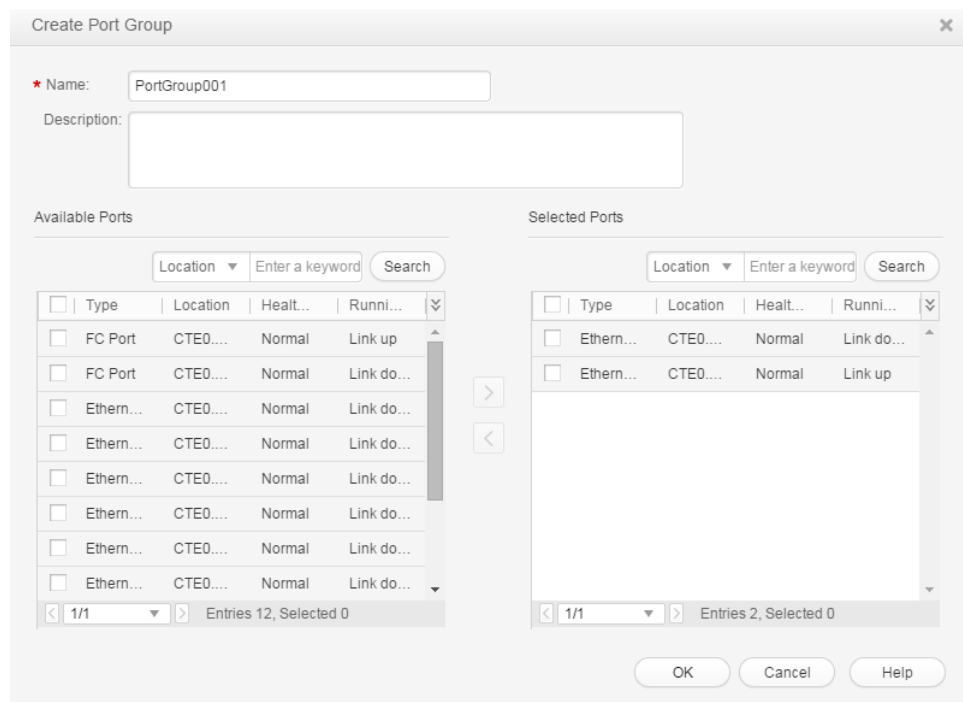 Create Port Group
* Name: PortGroup001
Description:
Available Ports
Location Enter a keyword Search
Type Location Healt... Runni...
FC Port CTE0.... Normal Link up
FC Port CTE0.... Normal Link do...
Ethern... CTE0.... Normal Link do...
Ethern... CTE0.... Normal Link do...
Ethern... CTE0.... Normal Link do...
Ethern... CTE0.... Normal Link do...
Ethern... CTE0.... Normal Link do...
Ethern... CTE0.... Normal Link do...
1/1 Entries 12, Selected 0
Selected Ports
Location Enter a keyword Search
Type Location Healt... Runni...
Ethern... CTE0.... Normal Link do...
Ethern... CTE0.... Normal Link up
1/1 Entries 2, Selected 0
OK Cancel Help